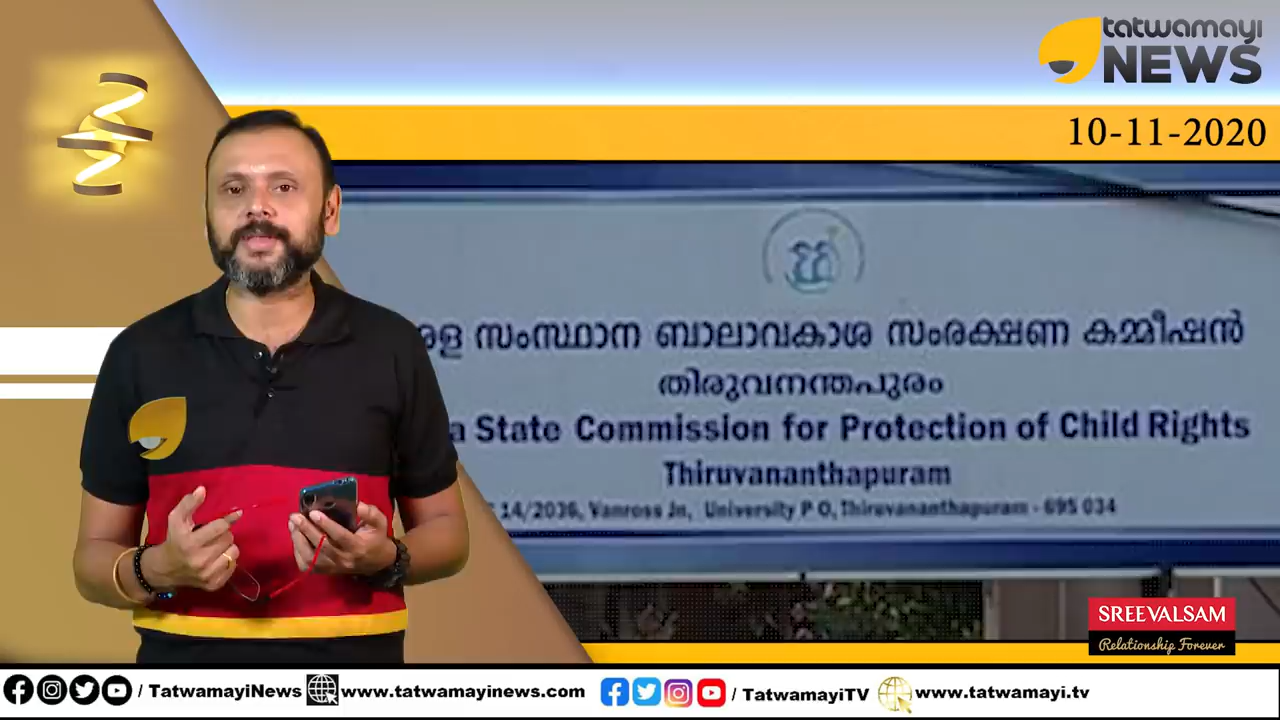 tatwamayi
NEWS
10-11-2020
സംസ്ഥാന ബാലാവകാശ സംരക്ഷണ കമ്മീഷൻ
തിരുവനന്തപുരം
a State Commission for Protection of Child Rights
Thiruvananthapuram
14/2036, Vanross Jn, University P O, Thiruvananthapuram - 695 034
SREEVALSAM
Relationship Forever
/ TatwamayiNews www.tatwamayinews.com / TatwamayiTV www.tatwamayi.tv